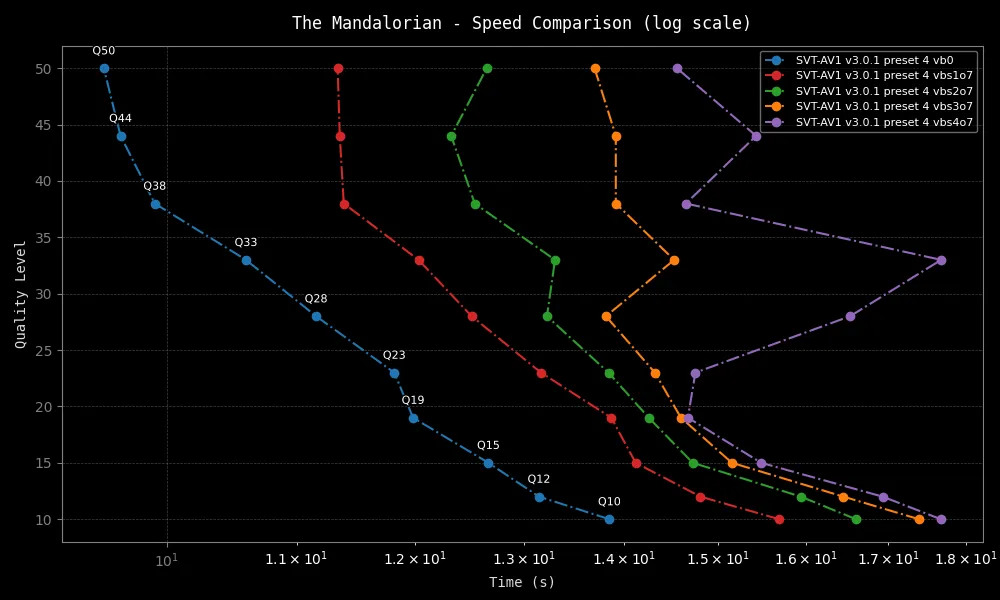 The Mandalorian - Speed Comparison (log scale)
SVT-AV1 v3.0.1 preset 4 vb0
SVT-AV1 v3.0.1 preset 4 vbs1o7
SVT-AV1 v3.0.1 preset 4 vbs2o7
SVT-AV1 v3.0.1 preset 4 vbs3o7
SVT-AV1 v3.0.1 preset 4 vbs4o7
Quality Level
50
45
40
35
30
25
20
15
10
Q50
Q44
Q38
Q33
Q28
Q23
Q19
Q15
Q12
Q10
10¹ 1.1×10¹ 1.2×10¹ 1.3×10¹ 1.4×10¹ 1.5×10¹ 1.6×10¹ 1.7×10¹ 1.8×10¹
Time (s)